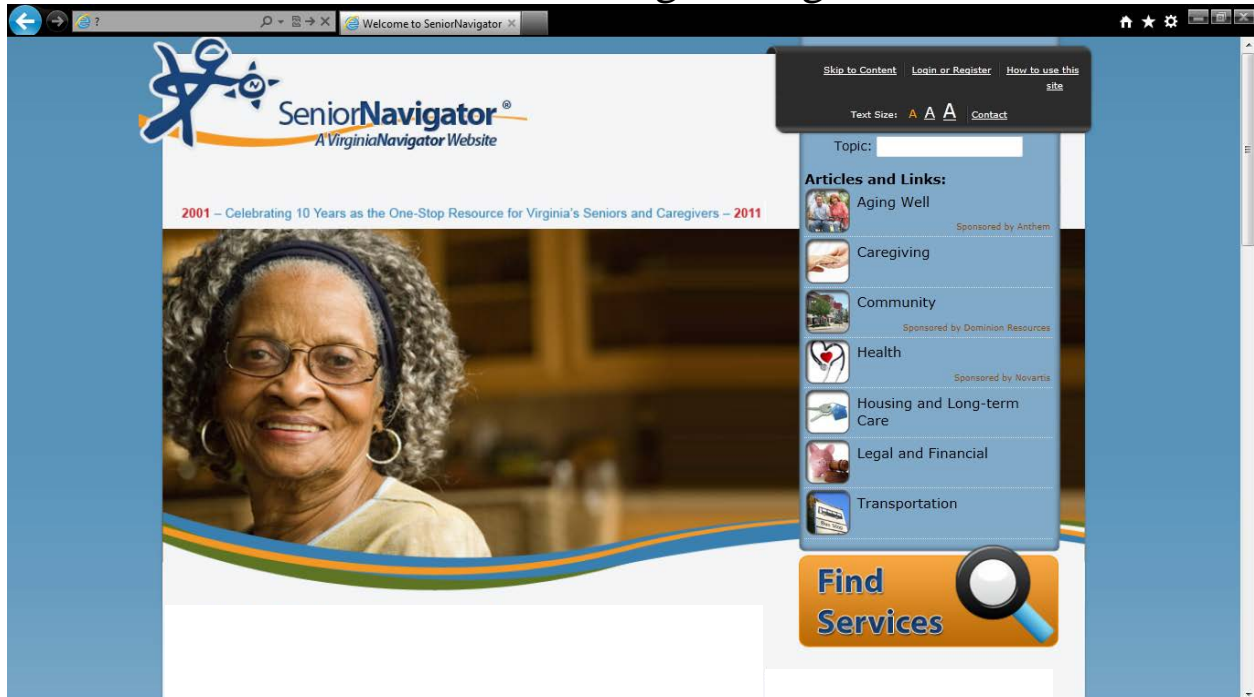 ?
Welcome to SeniorNavigator
Skip to Content Login or Register How to use this
site
Text Size: A A A Contact
N
SeniorNavigator®
A VirginiaNavigator Website
2001 – Celebrating 10 Years as the One-Stop Resource for Virginia's Seniors and Caregivers – 2011
Topic:
Articles and Links:
Aging Well
Sponsored by Anthem
Caregiving
Community
Sponsored by Dominion Resources
Health
Sponsored by Novartis
Housing and Long-term
Care
Legal and Financial
Transportation
Find
Services